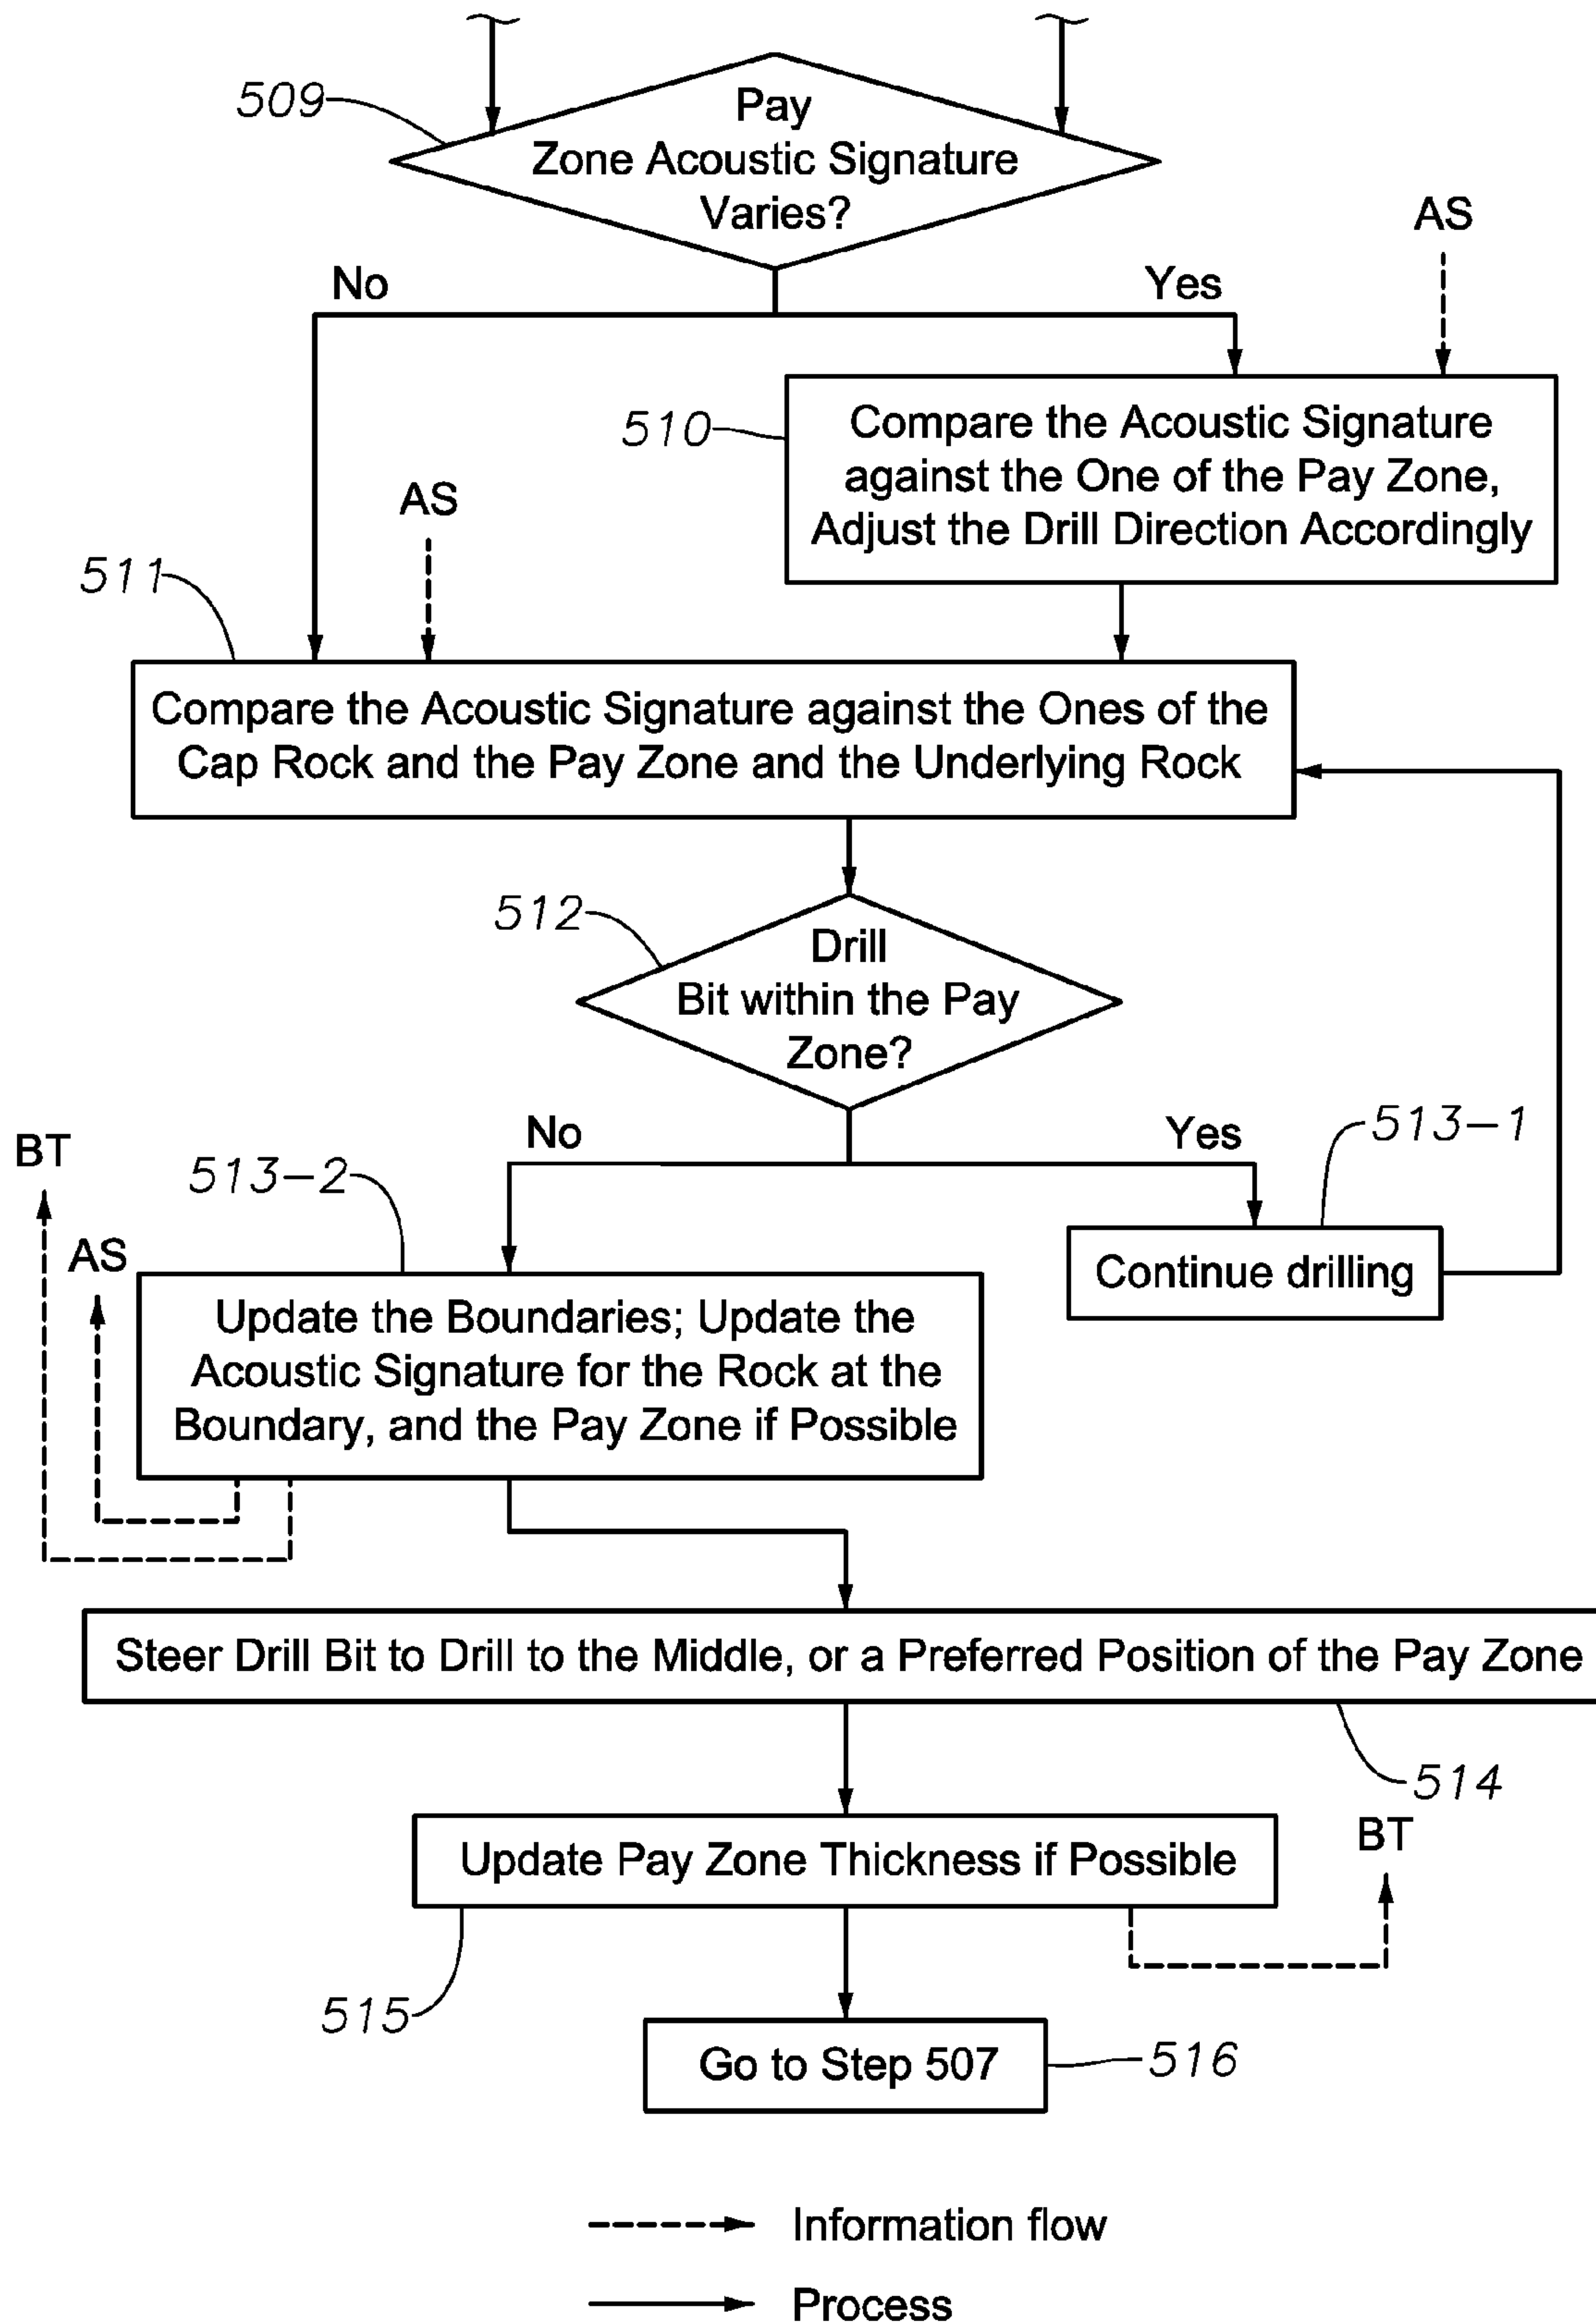 509
Pay
Zone Acoustic Signature
Varies?
AS
No
Yes
510
Compare the Acoustic Signature
against the One of the Pay Zone,
Adjust the Drill Direction Accordingly
AS
511
Compare the Acoustic Signature against the Ones of the
Cap Rock and the Pay Zone and the Underlying Rock
512
Drill
Bit within the Pay
Zone?
No
Yes
513-1
BT
513-2
AS
Continue drilling
Update the Boundaries; Update the
Acoustic Signature for the Rock at the
Boundary, and the Pay Zone if Possible
Steer Drill Bit to Drill to the Middle, or a Preferred Position of the Pay Zone
514
BT
Update Pay Zone Thickness if Possible
515
Go to Step 507
516
Information flow
Process